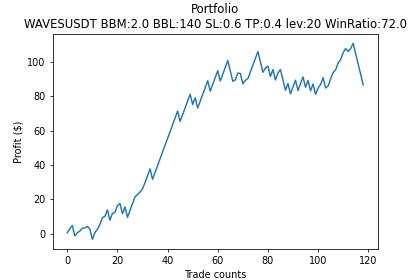 Portfolio
WAVESUSDT BBM:2.0 BBL:140 SL:0.6 TP:0.4 lev:20 WinRatio:72.0
Profit ($)
100
80
60
40
20
0
0 20 40 60 80 100 120
Trade counts